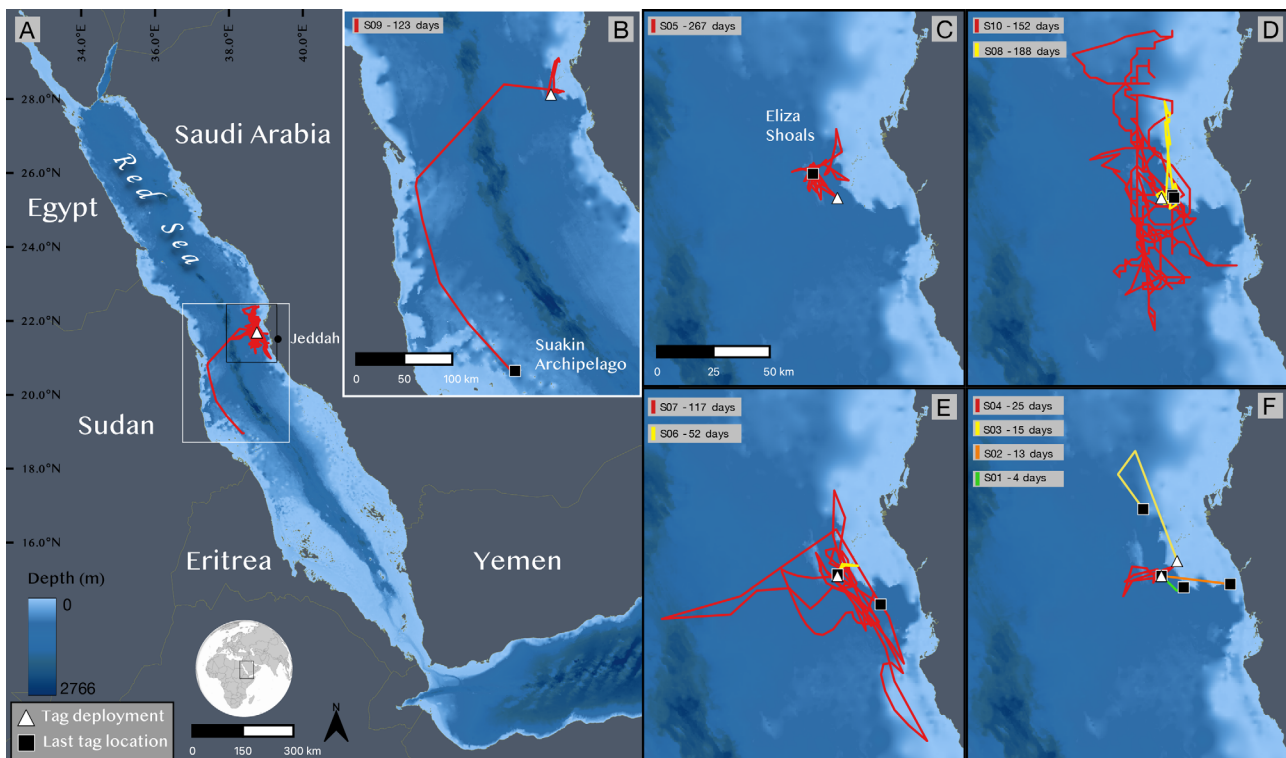 A
34.0°E
36.0°E
38.0°E
40.0°E
28.0°N
26.0°N
24.0°N
22.0°N
20.0°N
18.0°N
16.0°N
Saudi Arabia
Egypt
Red Sea
Jeddah
Sudan
Eritrea
Yemen
Depth (m)
0
2766
Tag deployment
Last tag location
N
0 150 300 km
B
S09 - 123 days
Suakin
Archipelago
0 50 100 km
C
S05 - 267 days
Eliza
Shoals
0 25 50 km
D
S10 - 152 days
S08 - 188 days
E
S07 - 117 days
S06 - 52 days
F
S04 - 25 days
S03 - 15 days
S02 - 13 days
S01 - 4 days